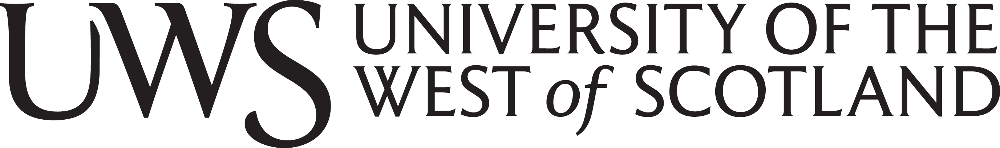 UWS
UNIVERSITY OF THE
WEST of SCOTLAND